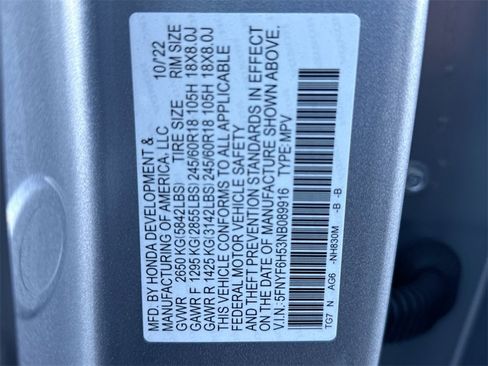 MFD. BY HONDA DEVELOPMENT & 10/22
MANUFACTURING OF AMERICA, LLC
TIRE SIZE RIM SIZE
GVWR 2650 KG(5842LBS)
GAWR F 1295 KG(2855LBS) 245/60R18 105H 18X8.0J
GAWR R 1425 KG(3142LBS) 245/60R18 105H 18X8.0J
THIS VEHICLE CONFORMS TO ALL APPLICABLE
FEDERAL MOTOR VEHICLE SAFETY
AND THEFT PREVENTION STANDARDS IN EFFECT
ON THE DATE OF MANUFACTURE SHOWN ABOVE.
V.I.N.: 5FNYF8H53NB089916 TYPE: MPV
TG7 N AG6 -NH830M -B -B